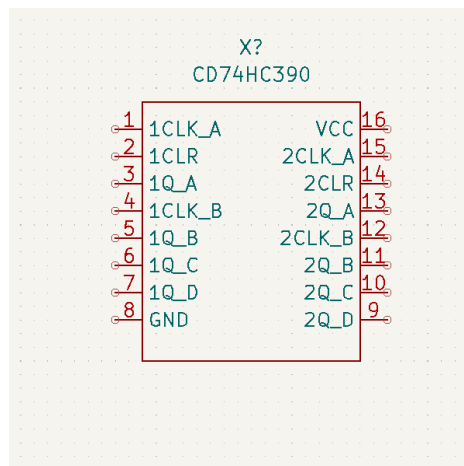 X?
CD74HC390
1 1CLK_A VCC 16
2 1CLR 2CLK_A 15
3 1Q_A 2CLR 14
4 1CLK_B 2Q_A 13
5 1Q_B 2CLK_B 12
6 1Q_C 2Q_B 11
7 1Q_D 2Q_C 10
8 GND 2Q_D 9